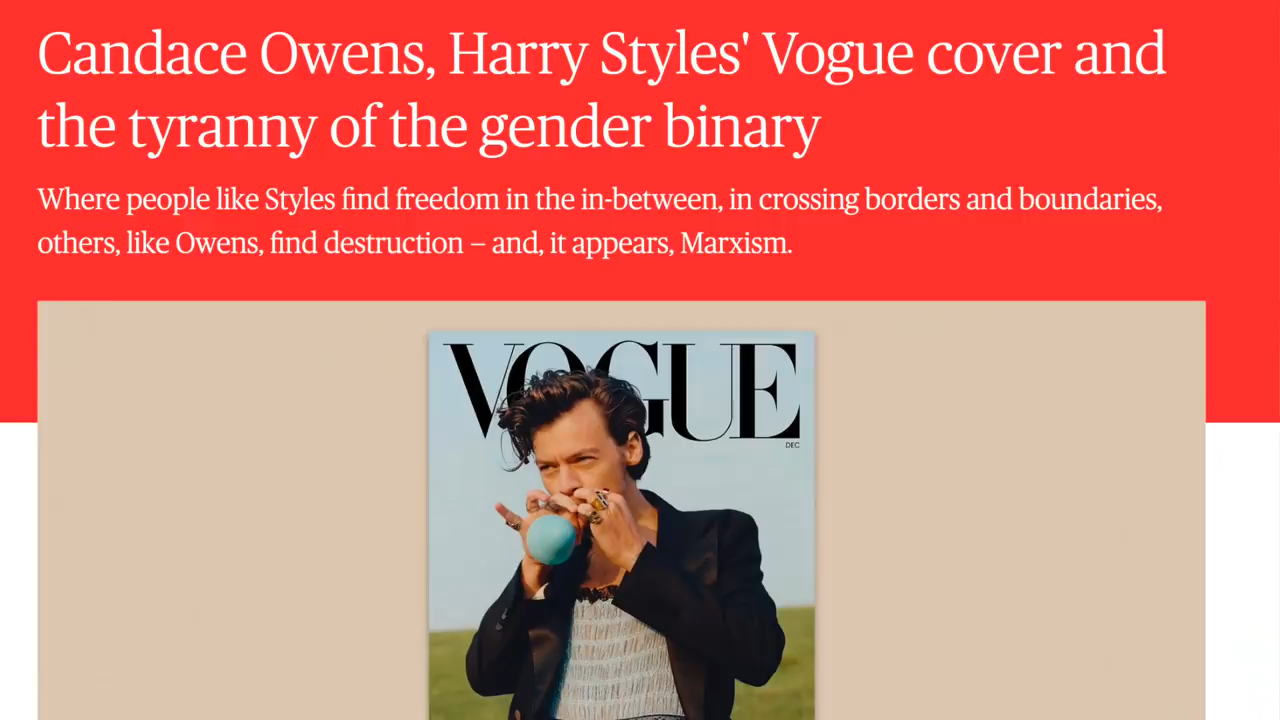 Candace Owens, Harry Styles' Vogue cover and
the tyranny of the gender binary
Where people like Styles find freedom in the in-between, in crossing borders and boundaries,
others, like Owens, find destruction — and, it appears, Marxism.
VOGUE
DEC